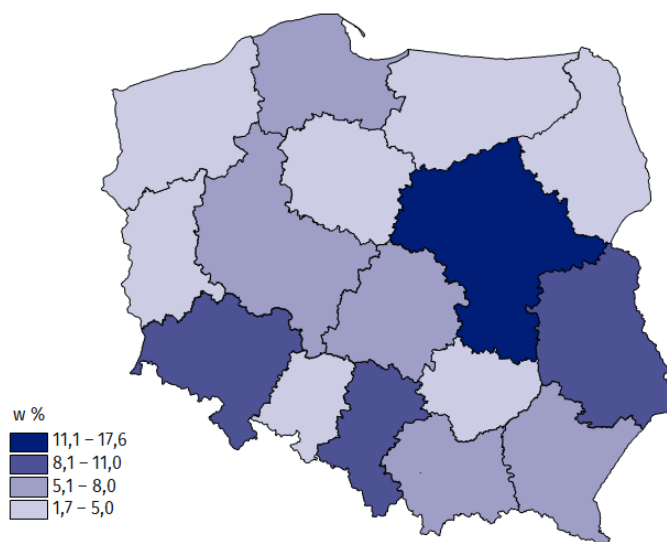 w %
11,1 – 17,6
8,1 – 11,0
5,1 – 8,0
1,7 – 5,0